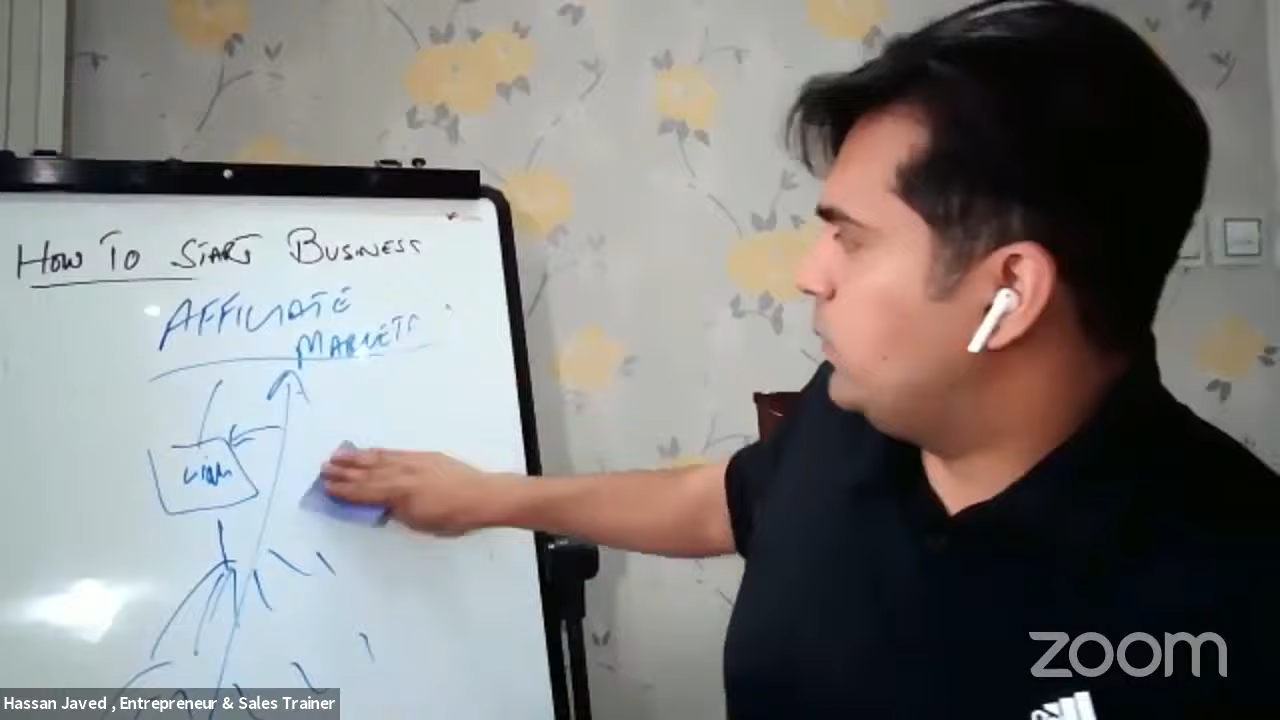 HOW TO START BUSINESS
AFFILIATE
MARKET
zoom
Hassan Javed , Entrepreneur & Sales Trainer